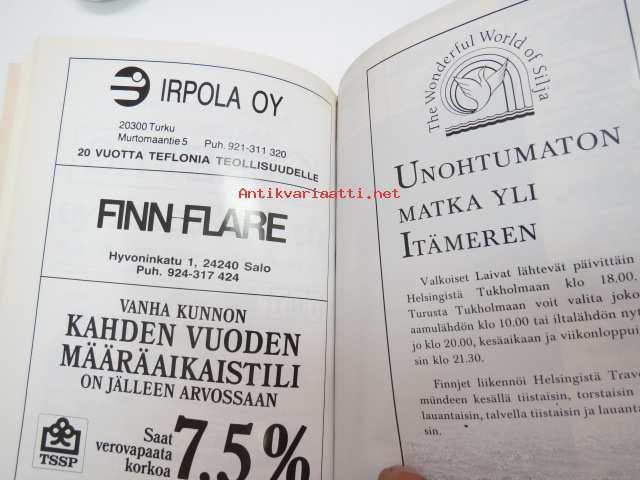 IRPOLA OY
20300 Turku
Murtomaantie 5 Puh. 921-311 320
20 VUOTTA TEFLONIA TEOLLISUUDELLE
FINN FLARE
Hyvoninkatu 1, 24240 Salo
Puh. 924-317 424
VANHA KUNNON
KAHDEN VUODEN
MÄÄRÄAIKAISTILI
ON JÄLLEEN ARVOSSAAN
Saat
verovapaata
korkoa
7,5%
TSSP
Antikvariaatti.net
The Wonderful World of Silja
UNOHTUMATON
MATKA YLI
ITÄMEREN
Valkoiset Laivat lähtevät päivittäin
Helsingistä Tukholmaan klo 18.00.
Turusta Tukholmaan voit valita joko
aamulähdön klo 10.00 tai iltalähdön
jo klo 20.00, kesäaikaan ja
sin klo 21.30.
Finnjet liikennöi Helsingistä
mündeen kesällä tiistaisin, torstaisin
lauantaisin, talvella tiistaisin ja
sin.